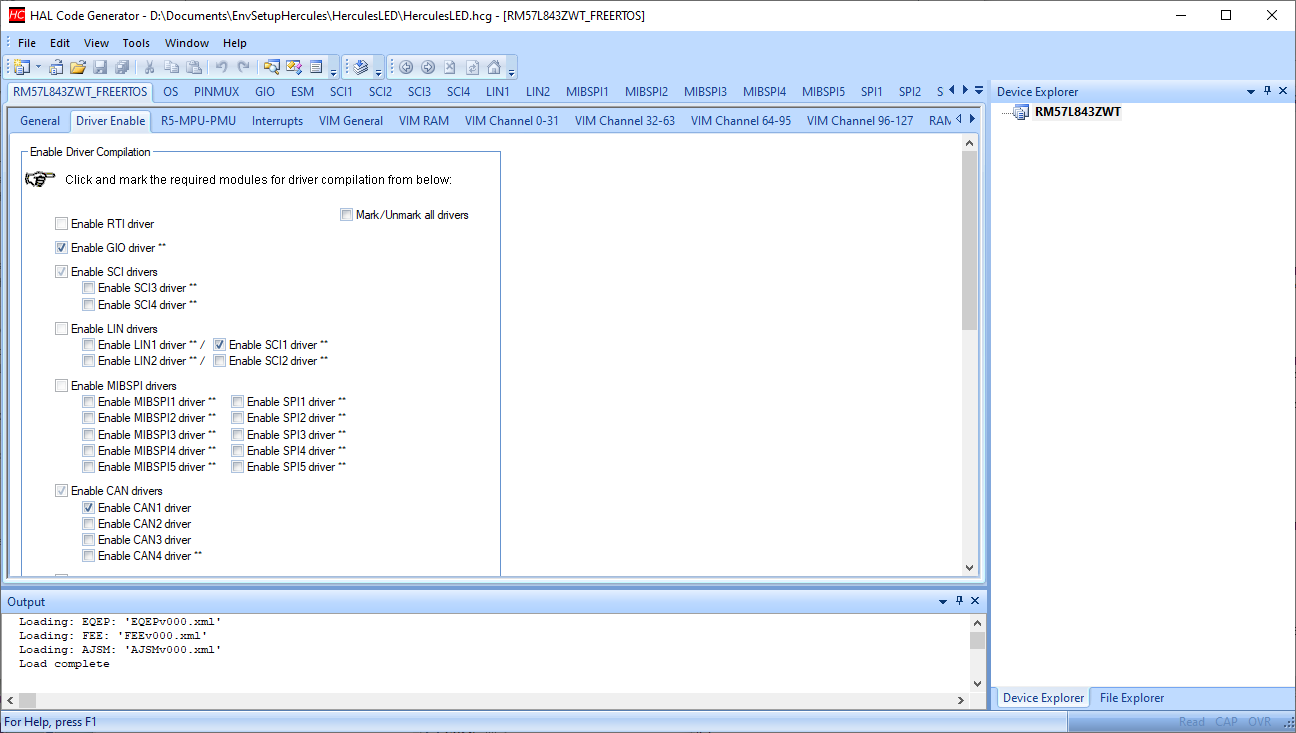 HC HAL Code Generator - D:\Documents\EnvSetupHercules\HerculesLED\HerculesLED.hcg - [RM57L843ZWT_FREERTOS]
File Edit View Tools Window Help
RM57L843ZWT_FREERTOS OS PINMUX GIO ESM SCI1 SCI2 SCI3 SCI4 LIN1 LIN2 MIBSPI1 MIBSPI2 MIBSPI3 MIBSPI4 MIBSPI5 SPI1 SPI2 S
General Driver Enable R5-MPU-PMU Interrupts VIM General VIM RAM VIM Channel 0-31 VIM Channel 32-63 VIM Channel 64-95 VIM Channel 96-127 RAM
Enable Driver Compilation
Click and mark the required modules for driver compilation from below:
Mark/Unmark all drivers
Enable RTI driver
Enable GIO driver **
Enable SCI drivers
Enable SCI3 driver **
Enable SCI4 driver **
Enable LIN drivers
Enable LIN1 driver ** / Enable SCI1 driver **
Enable LIN2 driver ** / Enable SCI2 driver **
Enable MIBSPI drivers
Enable MIBSPI1 driver ** Enable SPI1 driver **
Enable MIBSPI2 driver ** Enable SPI2 driver **
Enable MIBSPI3 driver ** Enable SPI3 driver **
Enable MIBSPI4 driver ** Enable SPI4 driver **
Enable MIBSPI5 driver ** Enable SPI5 driver **
Enable CAN drivers
Enable CAN1 driver
Enable CAN2 driver
Enable CAN3 driver
Enable CAN4 driver **
Output
Loading: EQEP: 'EQEPv000.xml'
Loading: FEE: 'FEEv000.xml'
Loading: AJSM: 'AJSMv000.xml'
Load complete
Device Explorer
RM57L843ZWT
Device Explorer File Explorer
For Help, press F1
Read CAP OVR